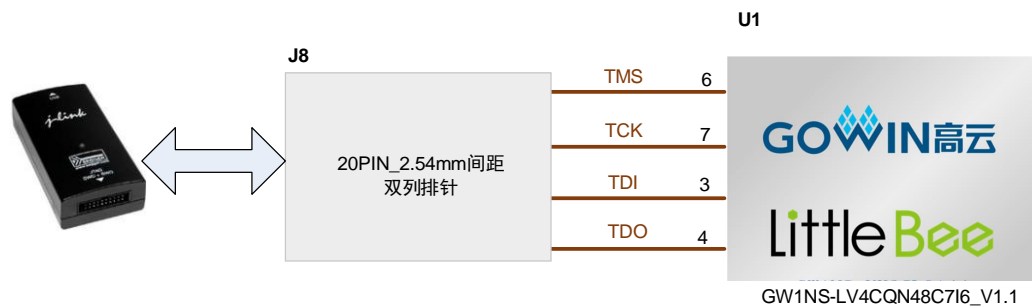 U1
J8
j-link
20PIN_2.54mm间距
双列排针
TMS 6
TCK 7
TDI 3
TDO 4
GOWIN高云
LittleBee
GW1NS-LV4CQN48C7I6_V1.1